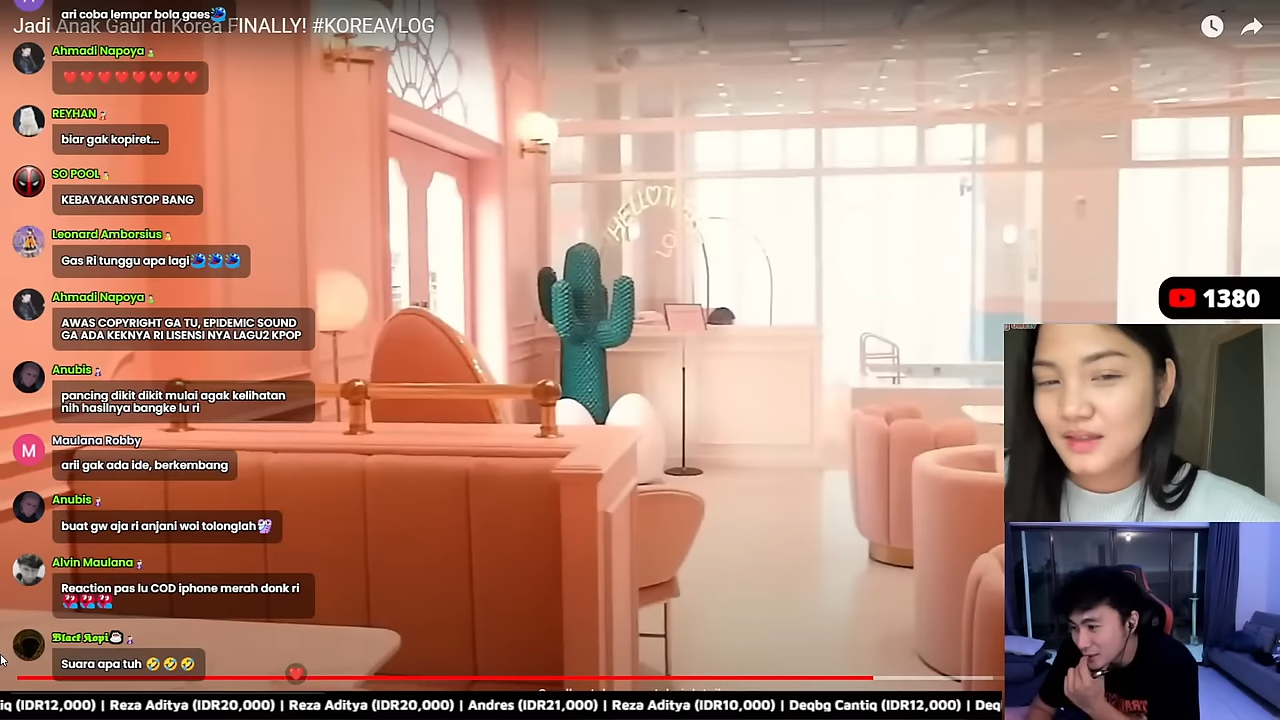 ari coba lempar bola gaes
Jadi Anak Gaul di Korea FINALLY! #KOREAVLOG
Ahmadi Napoya
REYHAN
biar gak kopiret...
SO POOL
KEBAYAKAN STOP BANG
Leonard Amborsius
Gas Ri tunggu apa lagi
Ahmadi Napoya
AWAS COPYRIGHT GA TU, EPIDEMIC SOUND
GA ADA KEKNYA RI LISENSI NYA LAGU2 KPOP
Anubis
pancing dikit dikit mulai agak kelihatan
nih hasilnya bangke lu ri
M Maulana Robby
arii gak ada ide, berkembang
Anubis
buat gw aja ri anjani woi tolonglah
Alvin Maulana
Reaction pas lu COD iphone merah donk ri
Black Kopi
Suara apa tuh
HELLO
1380
iq (IDR12,000) | Reza Aditya (IDR20,000) | Reza Aditya (IDR20,000) | Andres (IDR21,000) | Reza Aditya (IDR10,000) | Deqbg Cantiq (IDR12,000) | Deq